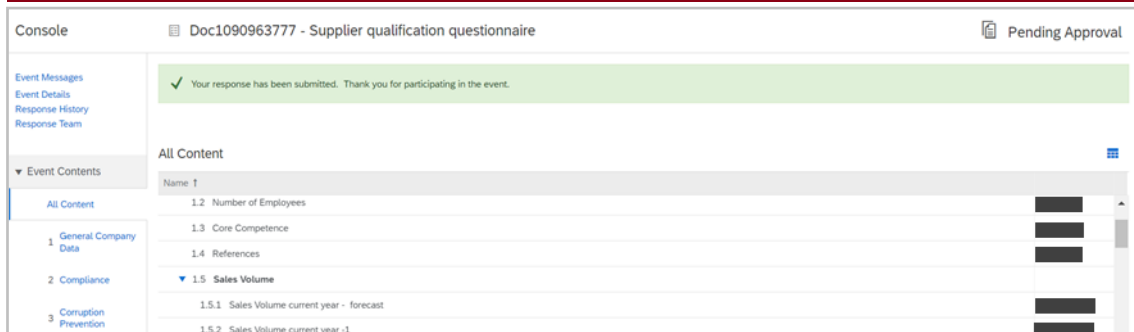 Console
Doc1090963777 - Supplier qualification questionnaire
Pending Approval
Event Messages
Event Details
Response History
Response Team
Your response has been submitted. Thank you for participating in the event.
All Content
Event Contents
Name ↑
All Content
1 General Company
Data
2 Compliance
3 Corruption
Prevention
1.2 Number of Employees
1.3 Core Competence
1.4 References
1.5 Sales Volume
1.5.1 Sales Volume current year - forecast
1.5.2 Sales Volume current year -1